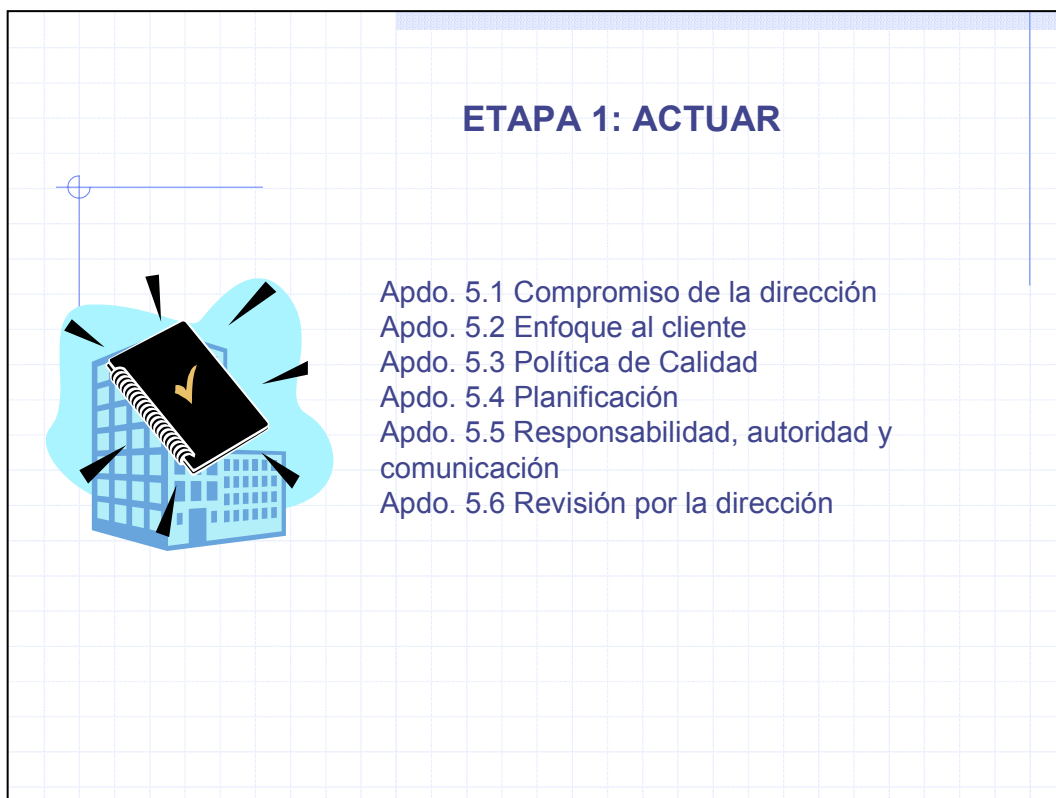 ETAPA 1: ACTUAR
Apdo. 5.1 Compromiso de la dirección
Apdo. 5.2 Enfoque al cliente
Apdo. 5.3 Política de Calidad
Apdo. 5.4 Planificación
Apdo. 5.5 Responsabilidad, autoridad y
comunicación
Apdo. 5.6 Revisión por la dirección